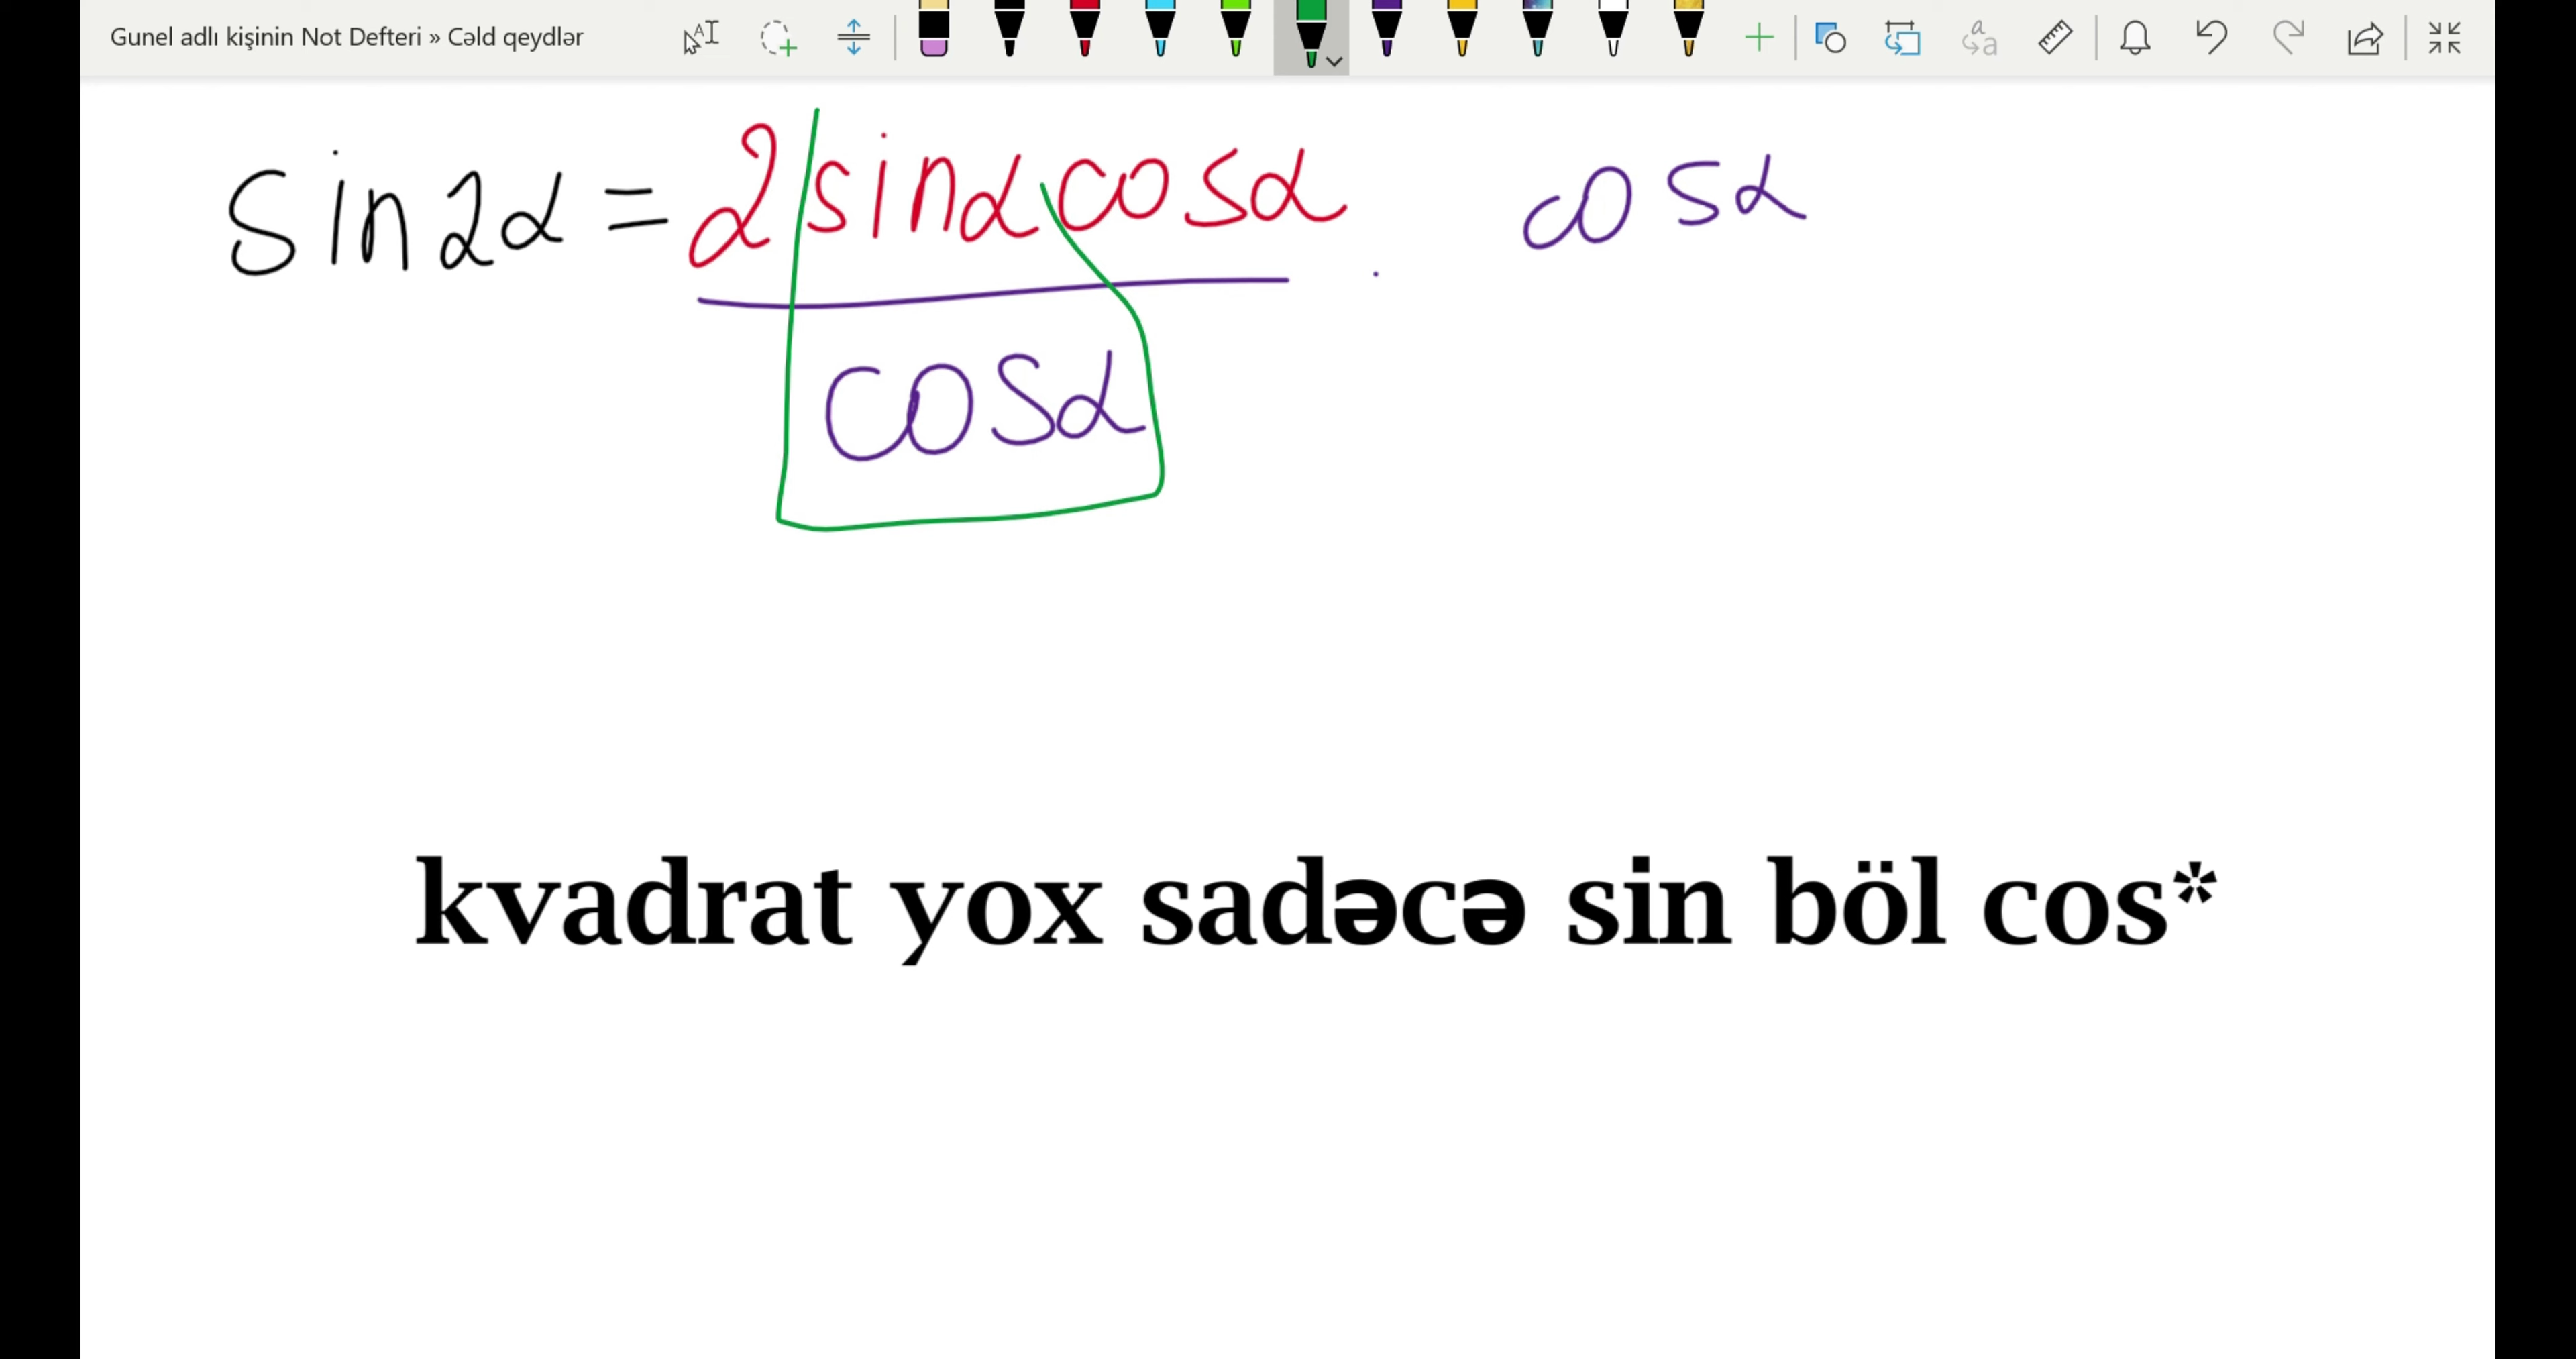 Gunel adlı kişinin Not Defteri » Cəld qeydlər
sin2α = 2sinαcosα . cosα
cosα
kvadrat yox sadəcə sin böl cos*